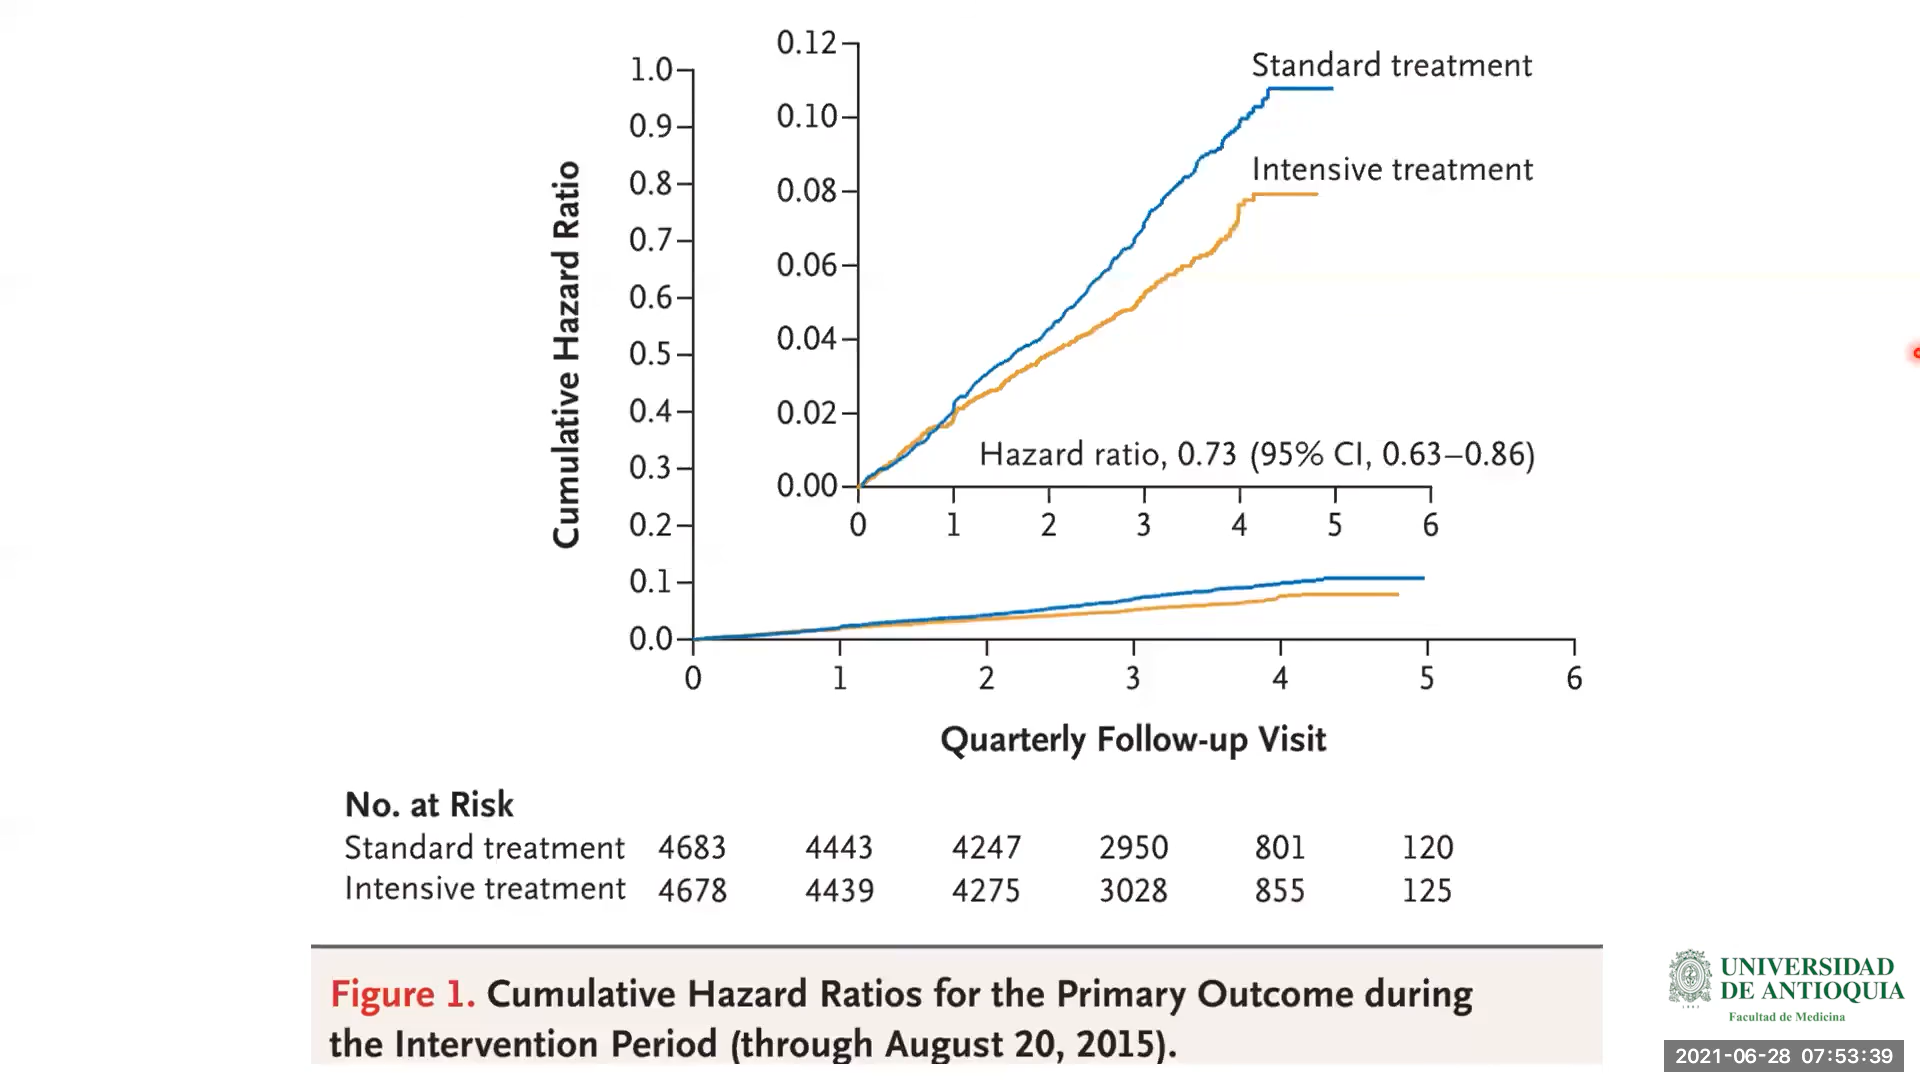 0.12
0.10
0.08
0.06
0.04
0.02
0.00
0 1 2 3 4 5 6
Standard treatment
Intensive treatment
Hazard ratio, 0.73 (95% CI, 0.63–0.86)
Cumulative Hazard Ratio
1.0
0.9
0.8
0.7
0.6
0.5
0.4
0.3
0.2
0.1
0.0
0 1 2 3 4 5 6
Quarterly Follow-up Visit
No. at Risk
Standard treatment 4683 4443 4247 2950 801 120
Intensive treatment 4678 4439 4275 3028 855 125
Figure 1. Cumulative Hazard Ratios for the Primary Outcome during
the Intervention Period (through August 20, 2015).
UNIVERSIDAD
DE ANTIOQUIA
Facultad de Medicina
2021-06-28 07:53:39